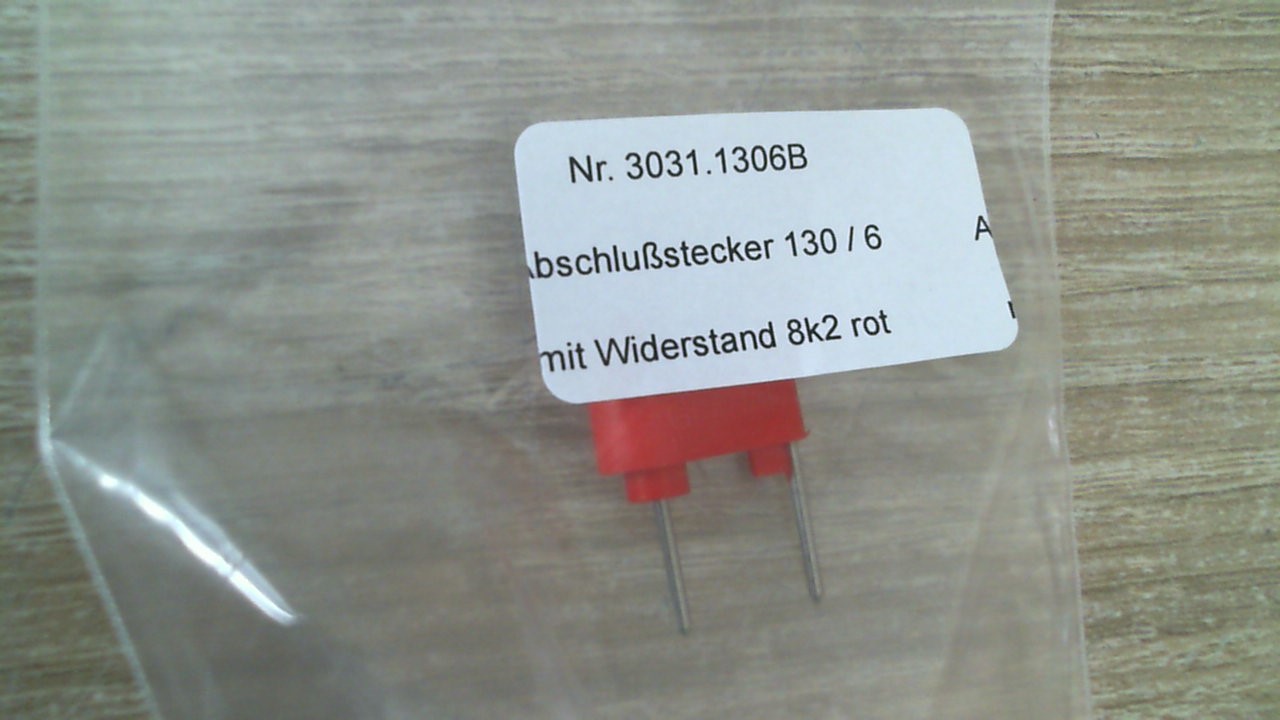 Nr. 3031.1306B
Abschlußstecker 130 / 6 A
mit Widerstand 8k2 rot